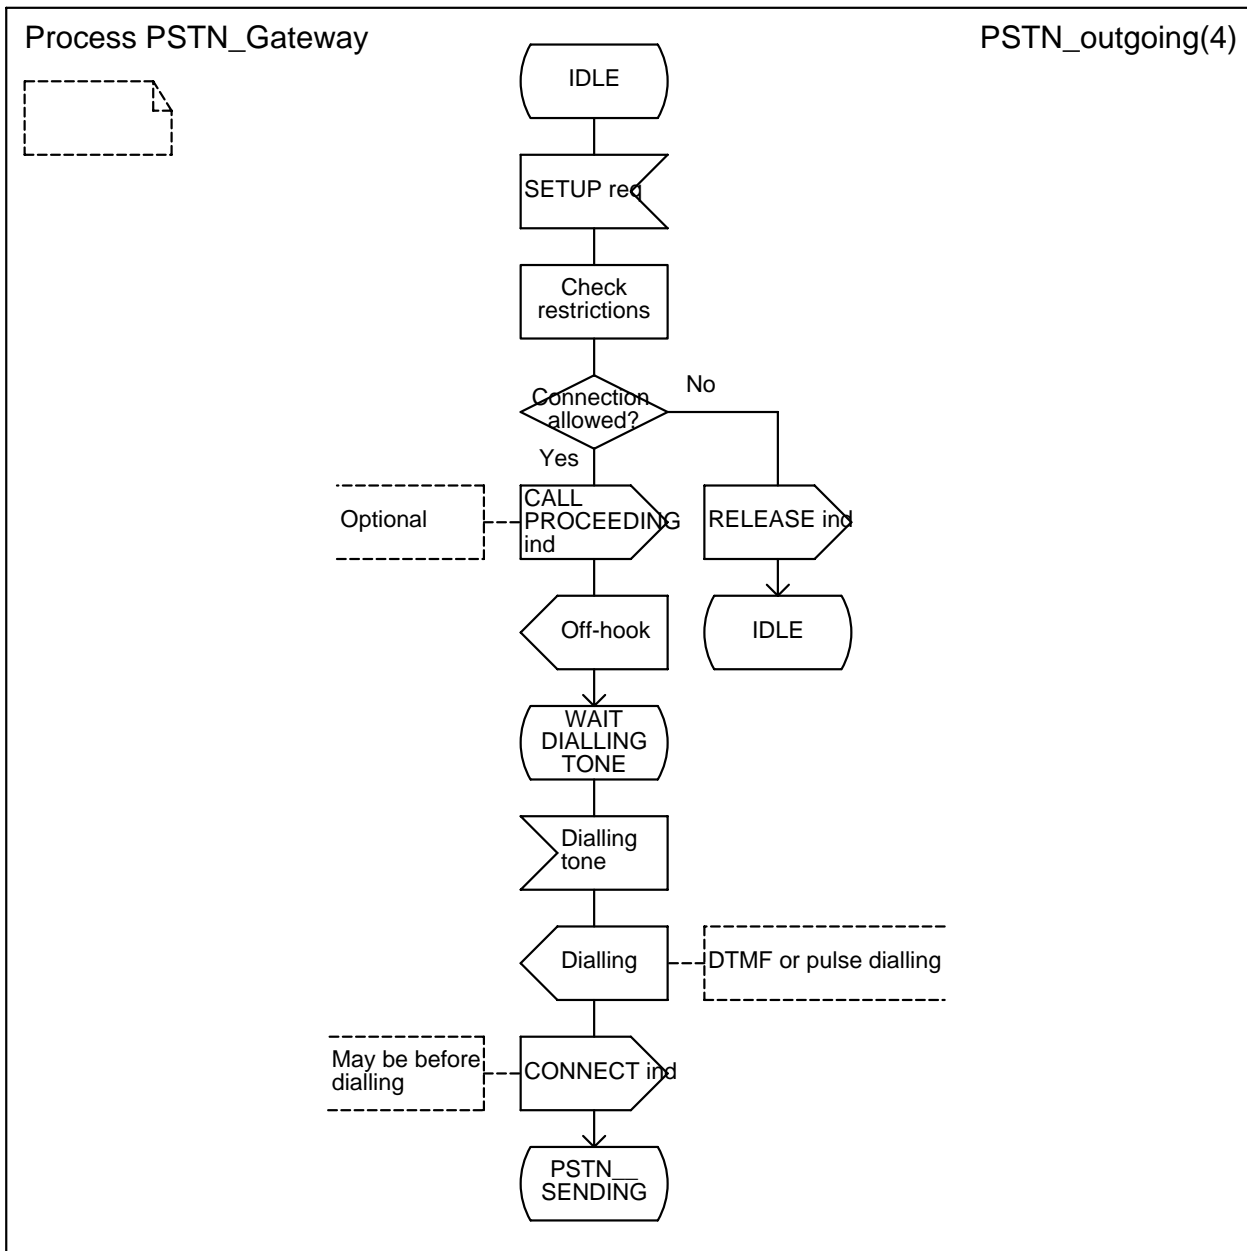 Process PSTN_Gateway
PSTN_outgoing(4)
IDLE
SETUP req
Check
restrictions
Connection
allowed?
No
Yes
Optional
CALL
PROCEEDING
ind
RELEASE ind
Off-hook
IDLE
WAIT
DIALLING
TONE
Dialling
tone
Dialling
DTMF or pulse dialling
May be before
dialling
CONNECT ind
PSTN__
SENDING